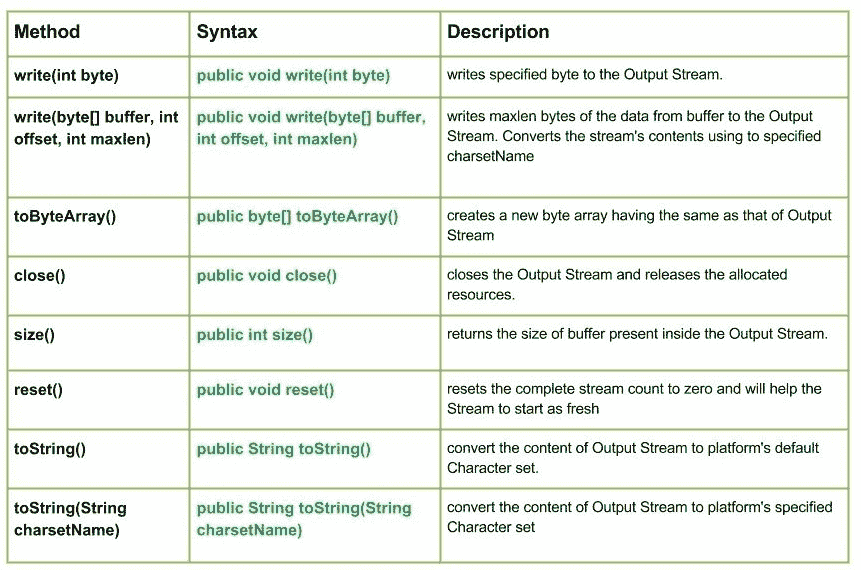 Method Syntax Description
write(int byte) public void write(int byte) writes specified byte to the Output Stream.
write(byte[] buffer, int public void write(byte[] buffer, writes maxlen bytes of the data from buffer to the Output
offset, int maxlen) int offset, int maxlen) Stream. Converts the stream's contents using to specified
charsetName
toByteArray() public byte[] toByteArray() creates a new byte array having the same as that of Output
Stream
close() public void close() closes the Output Stream and releases the allocated
resources.
size() public int size() returns the size of buffer present inside the Output Stream.
reset() public void reset() resets the complete stream count to zero and will help the
Stream to start as fresh
toString() public String toString() convert the content of Output Stream to platform's default
Character set.
toString(String public String toString(String convert the content of Output Stream to platform's specified
charsetName) charsetName) Character set